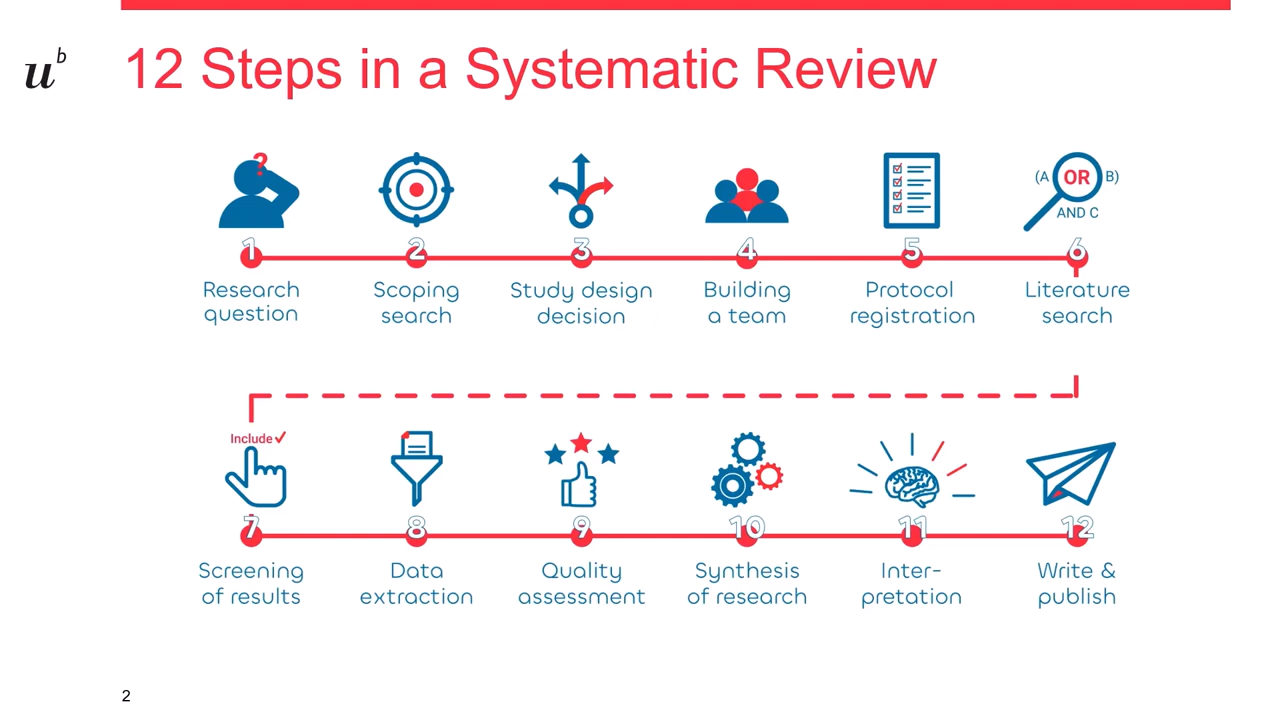 u^b
12 Steps in a Systematic Review
?
(A OR B)
AND C
1 2 3 4 5 6
Research question
Scoping search
Study design decision
Building a team
Protocol registration
Literature search
Include ✓
7 8 9 10 11 12
Screening of results
Data extraction
Quality assessment
Synthesis of research
Inter-
pretation
Write & publish
2